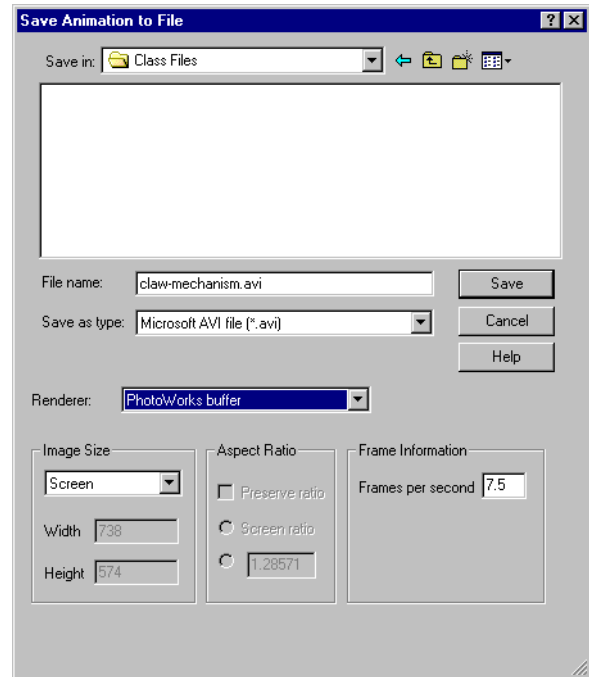 Save Animation to File
Save in: Class Files
File name: claw-mechanism.avi Save
Save as type: Microsoft AVI file (*.avi) Cancel
Help
Renderer: PhotoWorks buffer
Image Size Aspect Ratio Frame Information
Screen Preserve ratio Frames per second 7.5
Width 738 Screen ratio
Height 574 1.28571